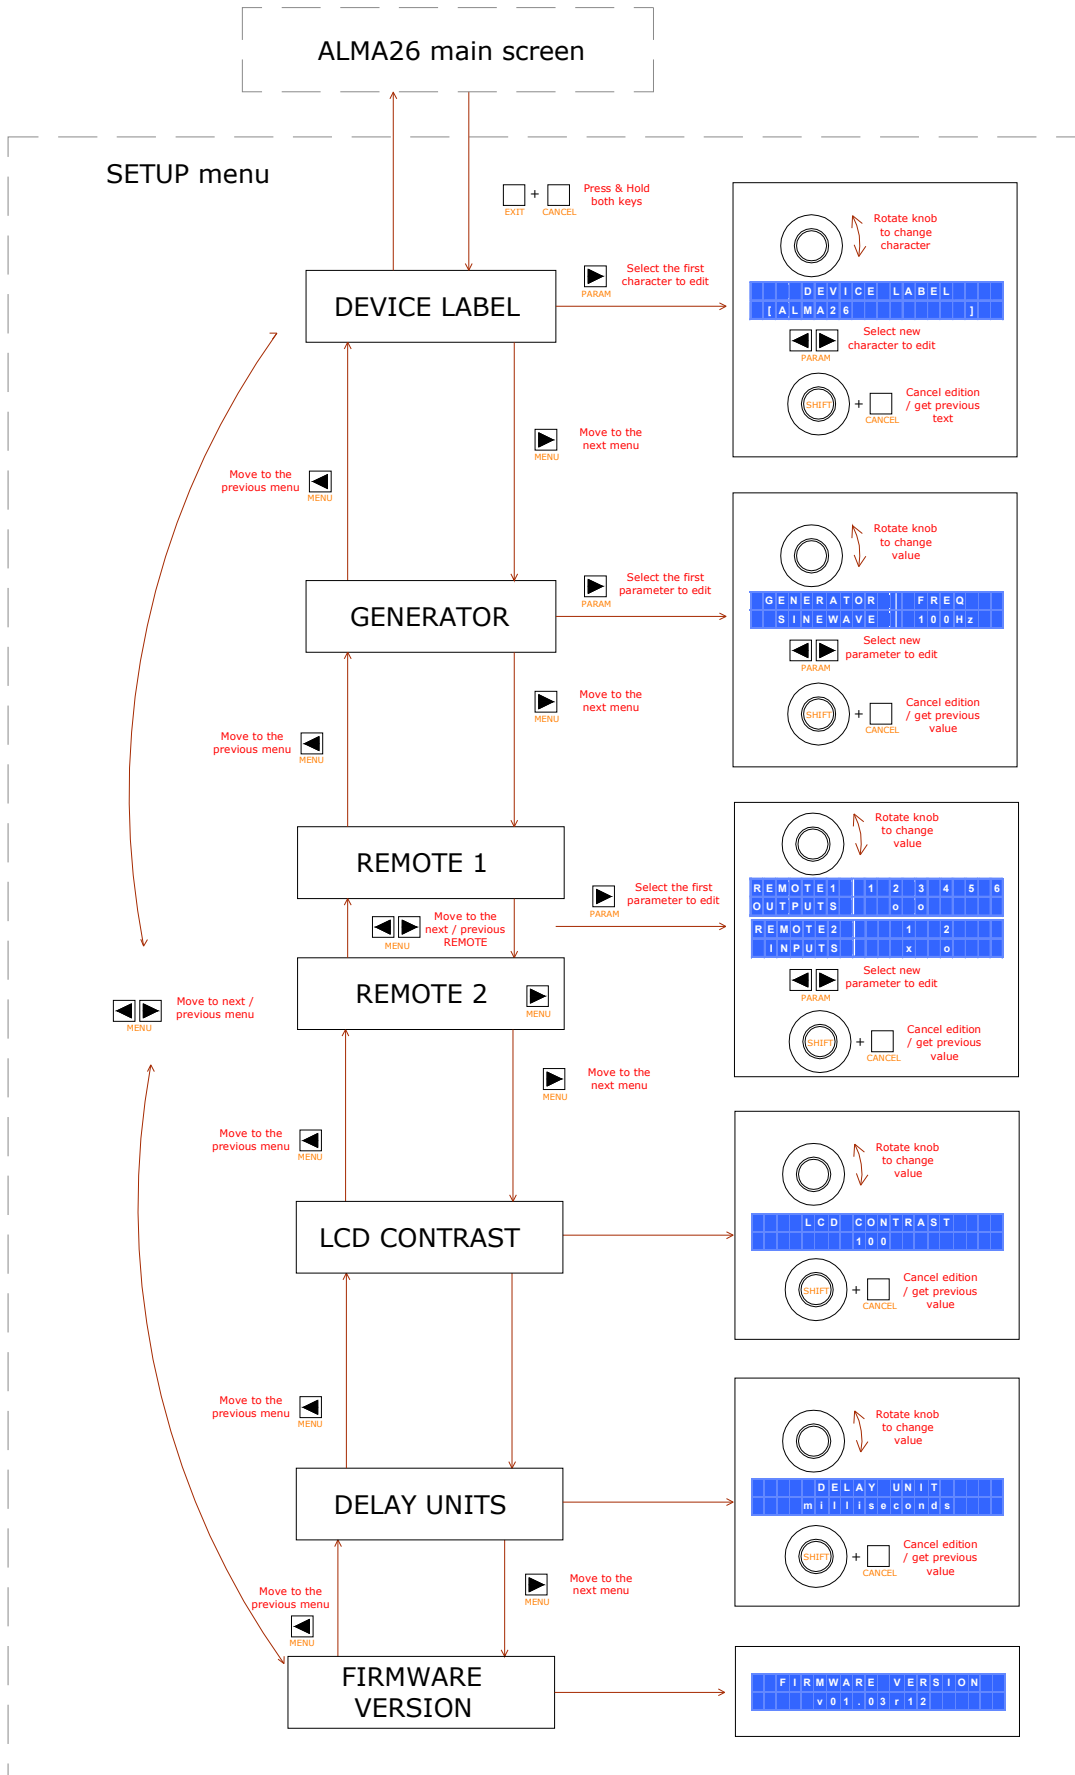 ALMA26 main screen
SETUP menu
EXIT
+
CANCEL
Press & Hold
both keys
DEVICE LABEL
PARAM
Select the first
character to edit
Rotate knob
to change
character
DEVICE LABEL
[ALMA26 ]
PARAM
Select new
character to edit
SHIFT
+
CANCEL
Cancel edition
/ get previous
text
Move to the
previous menu
MENU
MENU
Move to the
next menu
GENERATOR
PARAM
Select the first
parameter to edit
Rotate knob
to change
value
GENERATOR FREQ
SINEWAVE 100Hz
PARAM
Select new
parameter to edit
SHIFT
+
CANCEL
Cancel edition
/ get previous
value
Move to the
previous menu
MENU
MENU
Move to the
next menu
REMOTE 1
MENU
Move to the
next / previous
REMOTE
REMOTE 2
MENU
PARAM
Select the first
parameter to edit
Rotate knob
to change
value
REMOTE1 1 2 3 4 5 6
OUTPUTS o o
REMOTE2 1 2
INPUTS x o
PARAM
Select new
parameter to edit
SHIFT
+
CANCEL
Cancel edition
/ get previous
value
MENU
Move to next /
previous menu
MENU
Move to the
next menu
Move to the
previous menu
MENU
LCD CONTRAST
Rotate knob
to change
value
LCD CONTRAST
100
SHIFT
+
CANCEL
Cancel edition
/ get previous
value
Move to the
previous menu
MENU
DELAY UNITS
Rotate knob
to change
value
DELAY UNIT
milliseconds
SHIFT
+
CANCEL
Cancel edition
/ get previous
value
Move to the
previous menu
MENU
MENU
Move to the
next menu
FIRMWARE
VERSION
FIRMWARE VERSION
v01.03r12